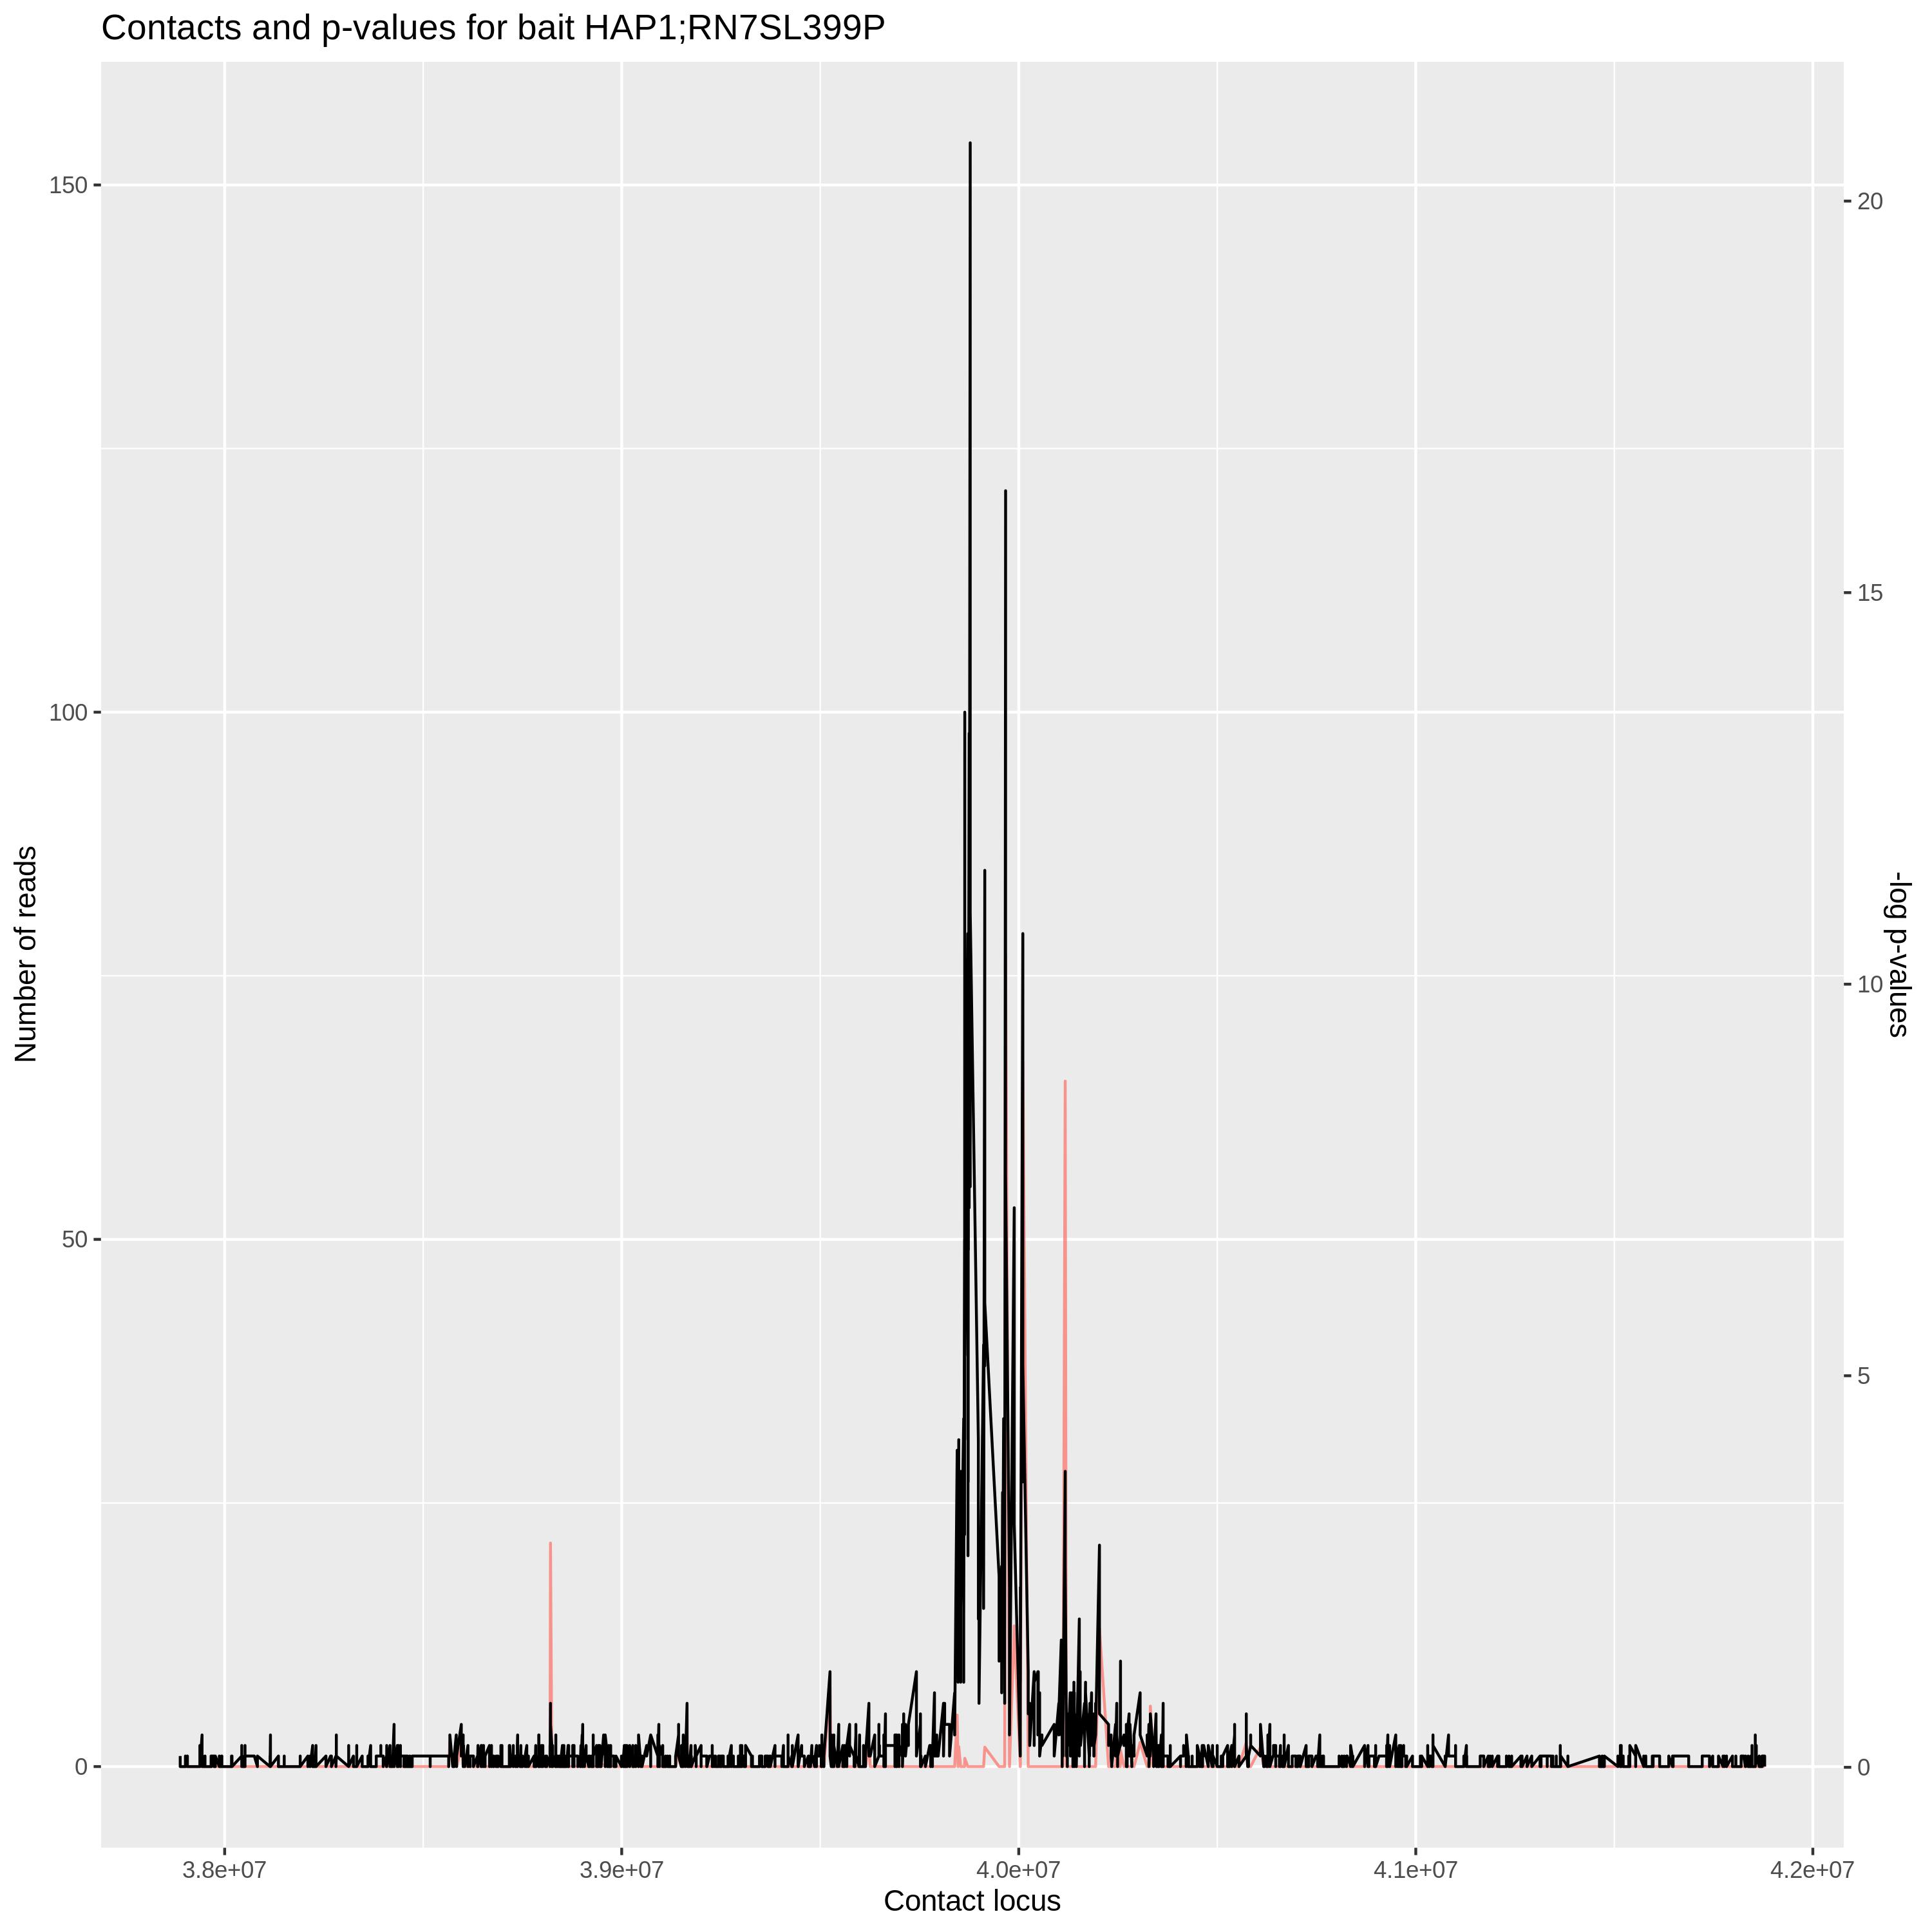 Contacts and p-values for bait HAP1;RN7SL399P
150
100
50
0
Number of reads
20
15
10
5
0
-log p-values
3.8e+07
3.9e+07
4.0e+07
4.1e+07
4.2e+07
Contact locus